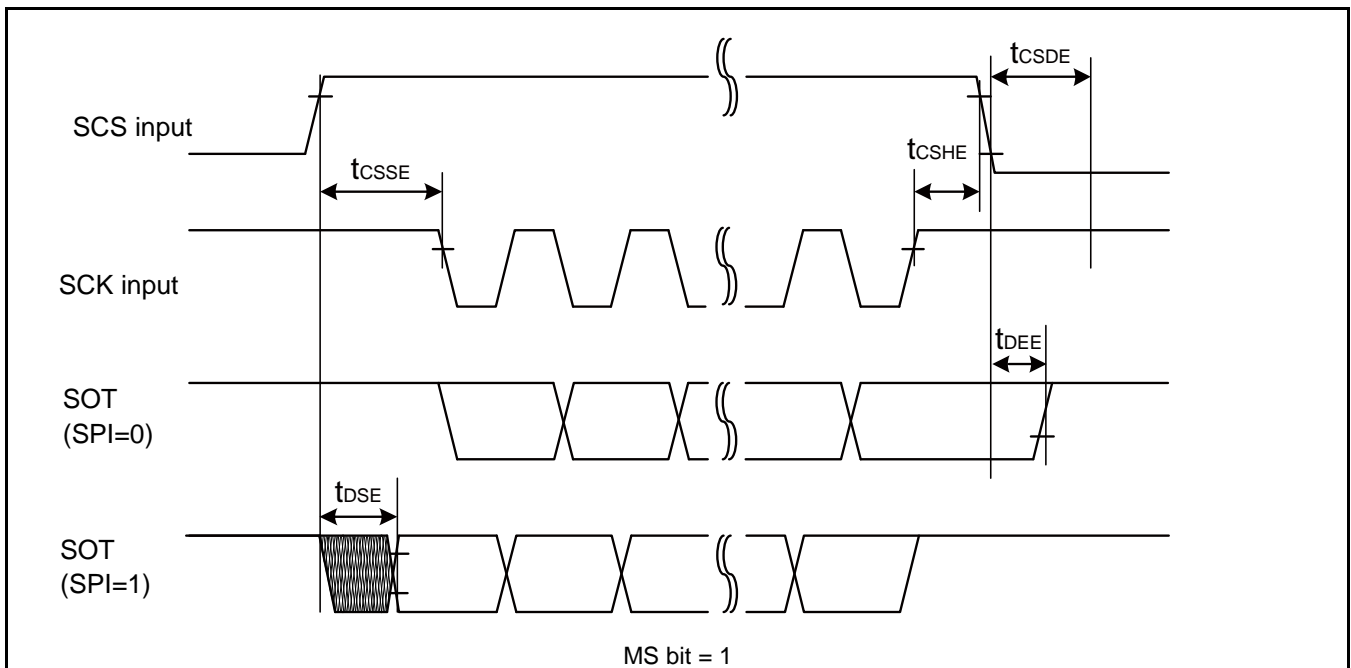 tCSDE
SCS input
tCSHE
tCSSE
SCK input
tDEE
SOT
(SPI=0)
tDSE
SOT
(SPI=1)
MS bit = 1